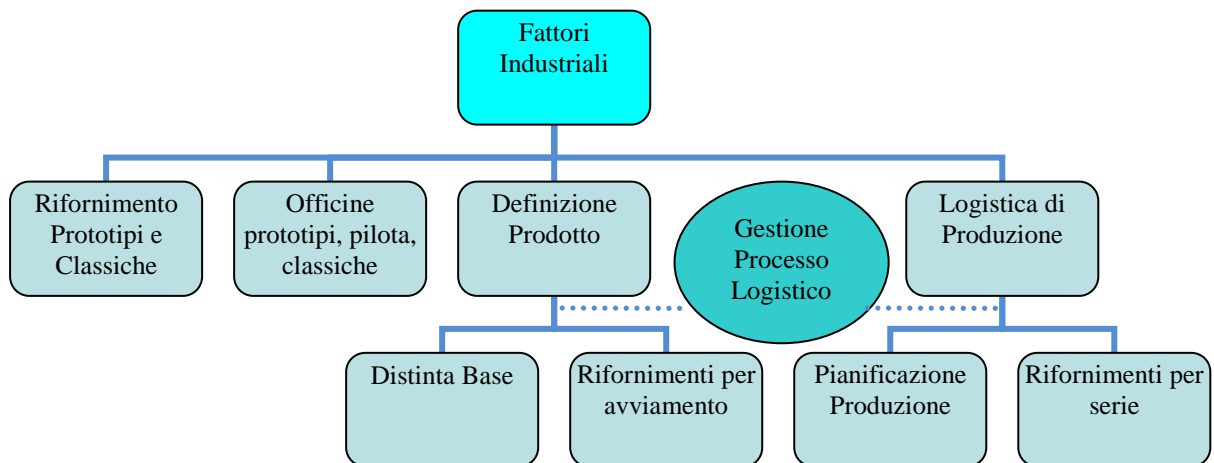 Fattori
Industriali
Rifornimento
Prototipi e
Classiche
Officine
prototipi, pilota,
classiche
Definizione
Prodotto
Gestione
Processo
Logistico
Logistica di
Produzione
Distinta Base
Rifornimenti per
avviamento
Pianificazione
Produzione
Rifornimenti per
serie